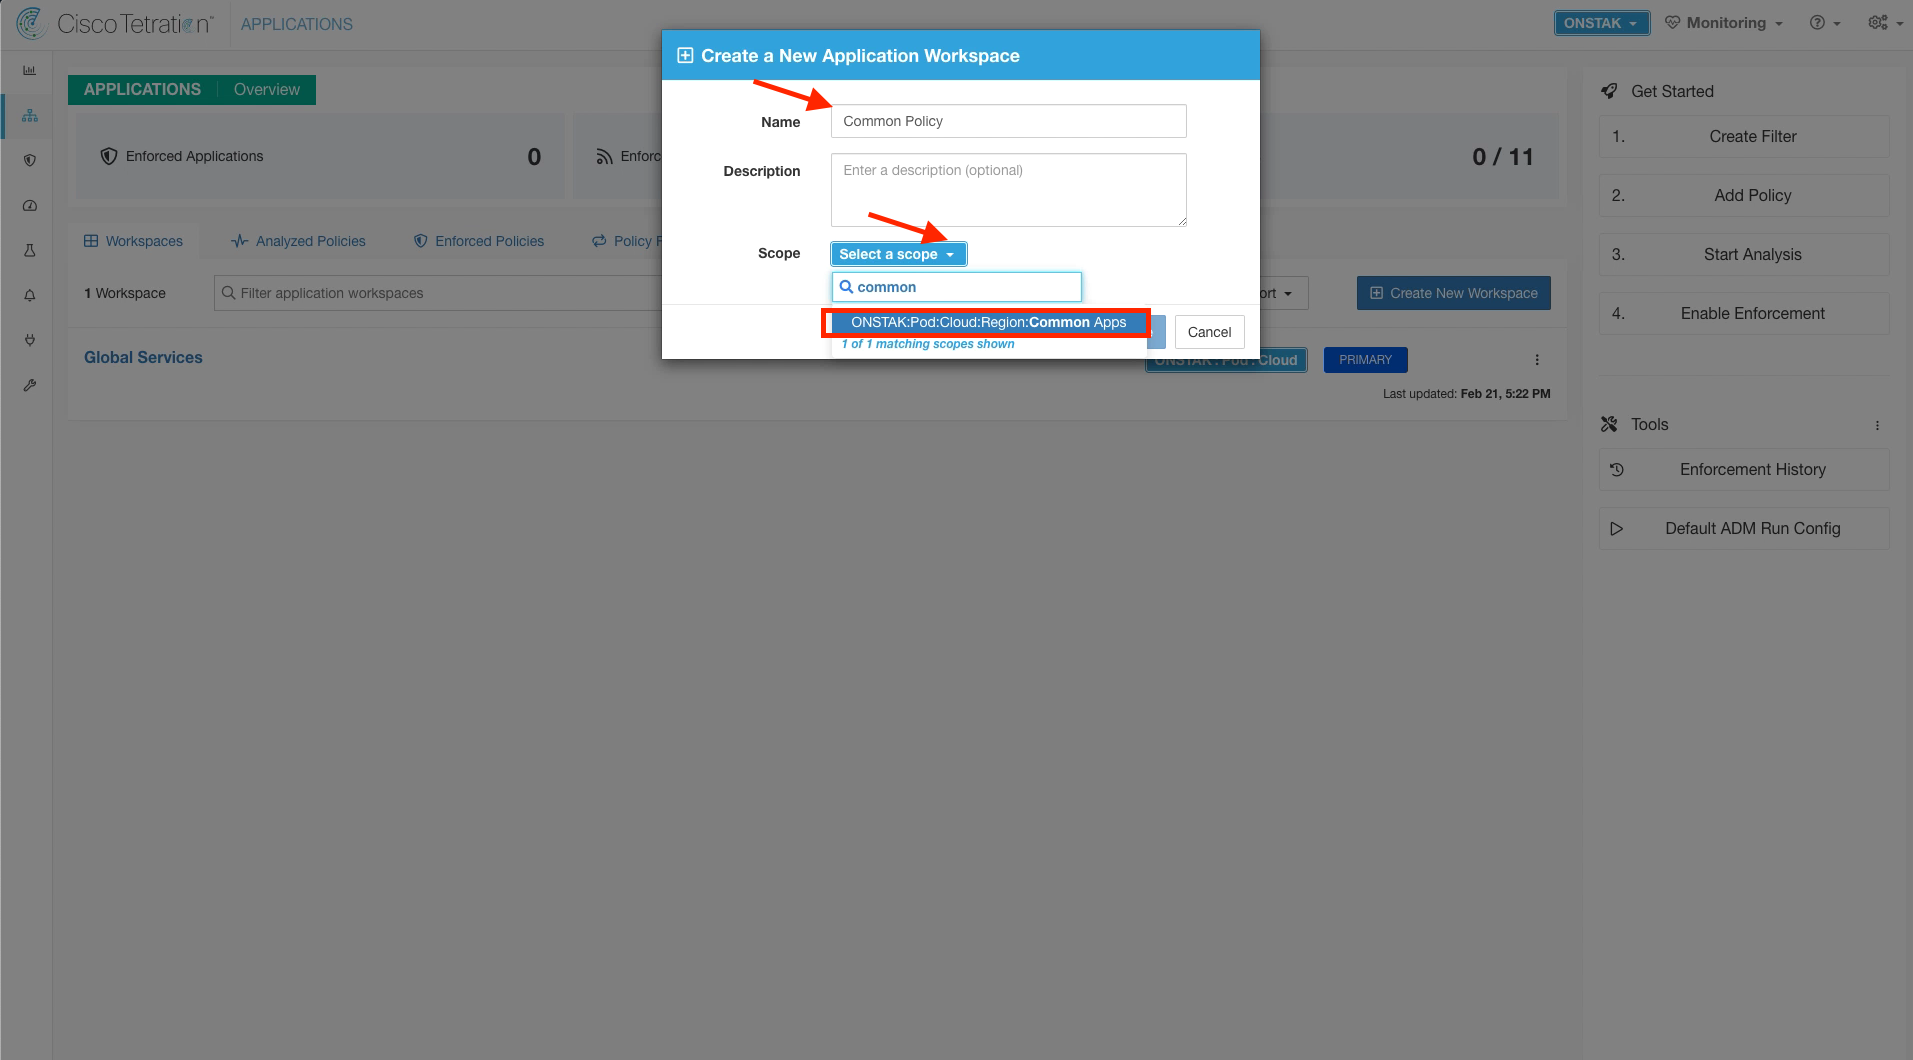 Cisco Tetration™
APPLICATIONS
ONSTAK
Monitoring
Create a New Application Workspace
Name
Common Policy
Description
Enter a description (optional)
Scope
Select a scope
common
ONSTAK:Pod:Cloud:Region:Common Apps
1 of 1 matching scopes shown
Cancel
APPLICATIONS
Overview
Enforced Applications
0
0 / 11
Workspaces
Analyzed Policies
Enforced Policies
Policy
1 Workspace
Filter application workspaces
Create New Workspace
Global Services
ONSTAK : Pod : Cloud
PRIMARY
Last updated: Feb 21, 5:22 PM
Get Started
1. Create Filter
2. Add Policy
3. Start Analysis
4. Enable Enforcement
Tools
Enforcement History
Default ADM Run Config